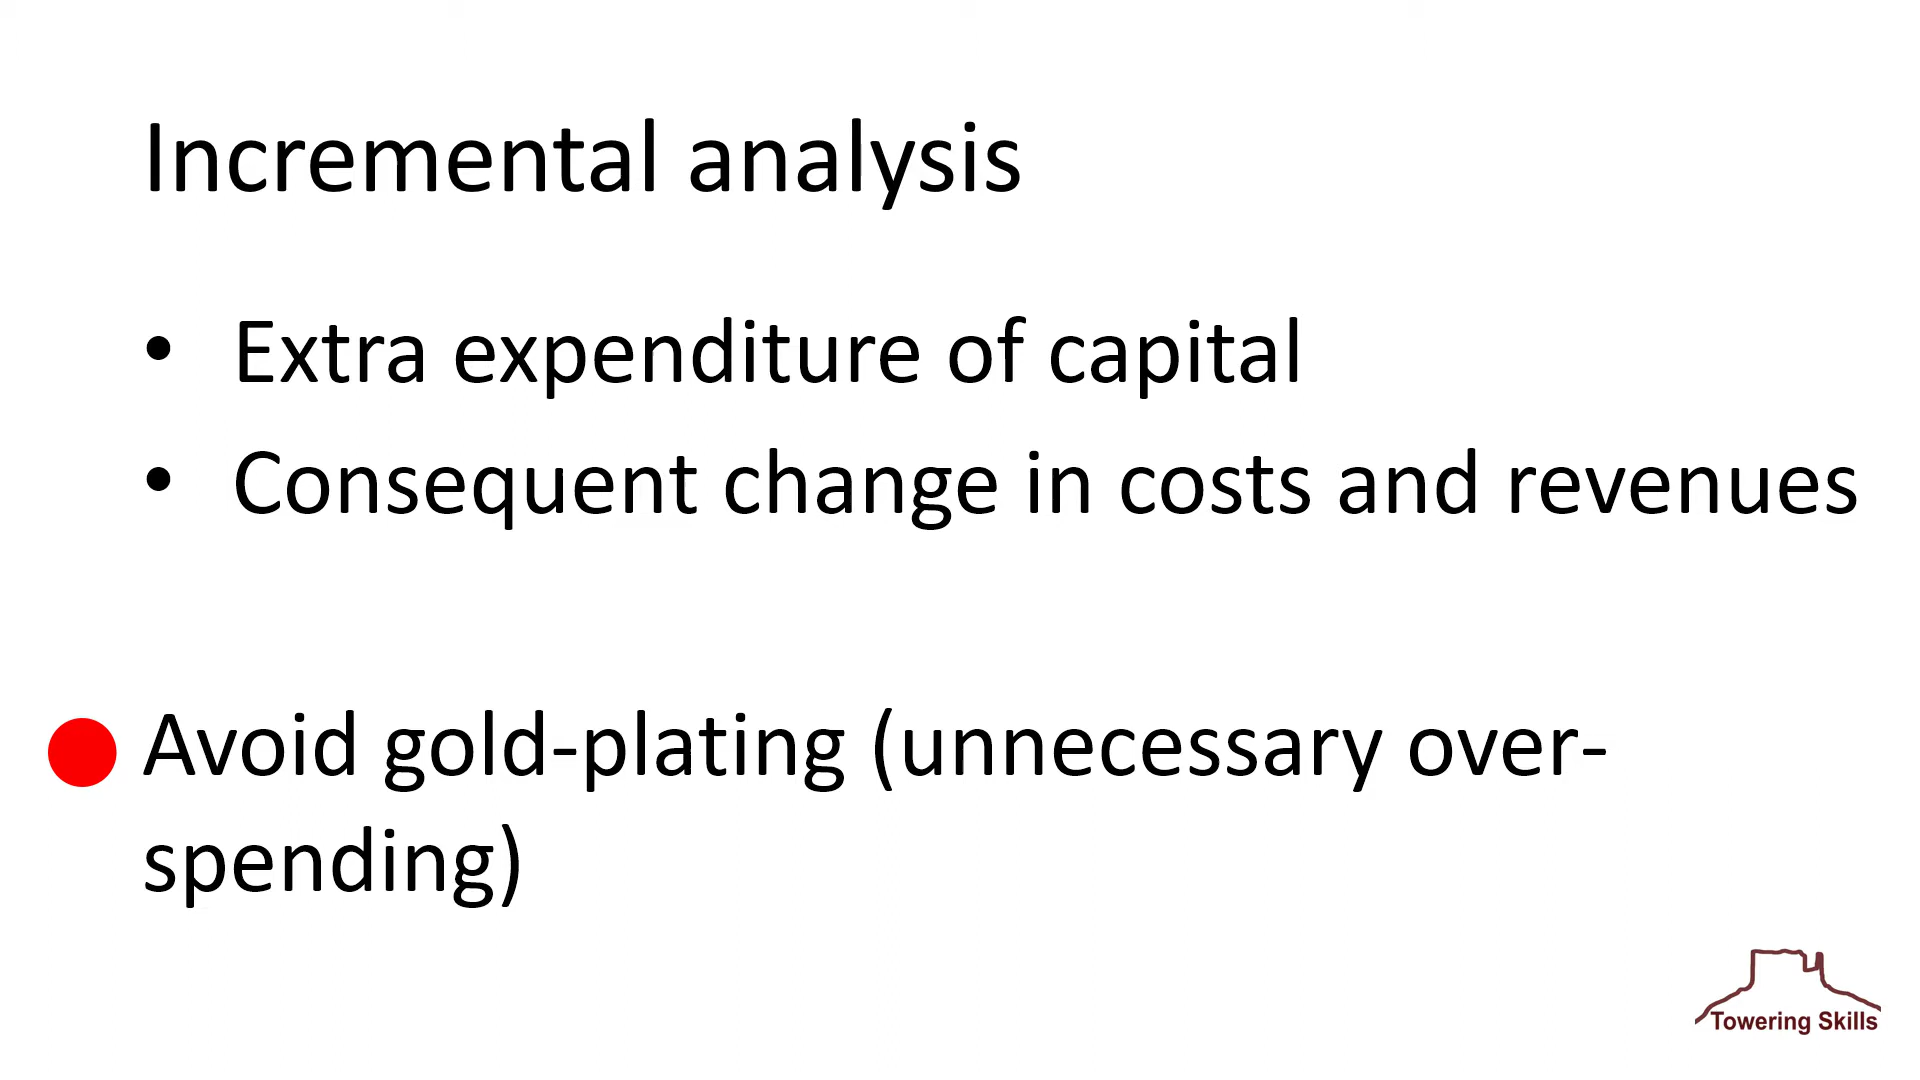 Incremental analysis
• Extra expenditure of capital
• Consequent change in costs and revenues
Avoid gold-plating (unnecessary over-
spending)
Towering Skills